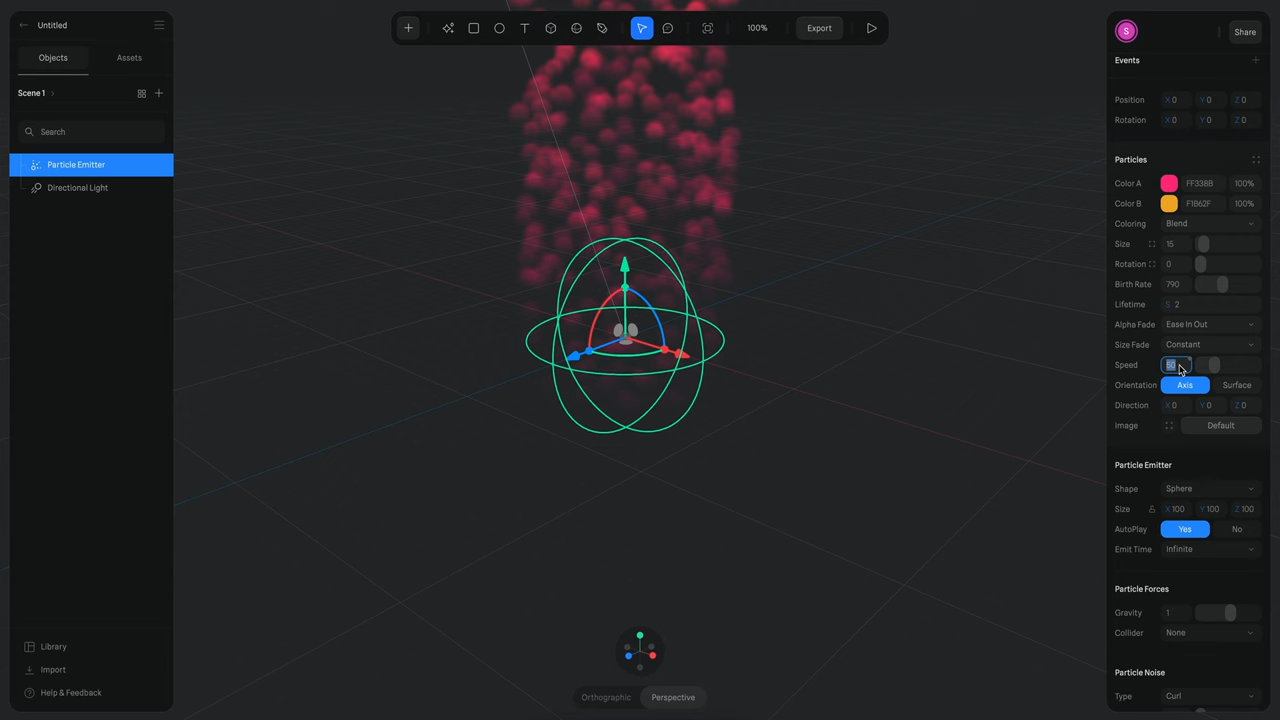 Untitled
100%
Export
S
Share
Objects
Assets
Scene 1
Search
Particle Emitter
Directional Light
Library
Import
Help & Feedback
Orthographic
Perspective
Events
Position X 0 Y 0 Z 0
Rotation X 0 Y 0 Z 0
Particles
Color A FF338B 100%
Color B F1B62F 100%
Coloring Blend
Size 15
Rotation 0
Birth Rate 790
Lifetime S 2
Alpha Fade Ease In Out
Size Fade Constant
Speed 50
Orientation Axis Surface
Direction X 0 Y 0 Z 0
Image Default
Particle Emitter
Shape Sphere
Size X 100 Y 100 Z 100
AutoPlay Yes No
Emit Time Infinite
Particle Forces
Gravity 1
Collider None
Particle Noise
Type Curl